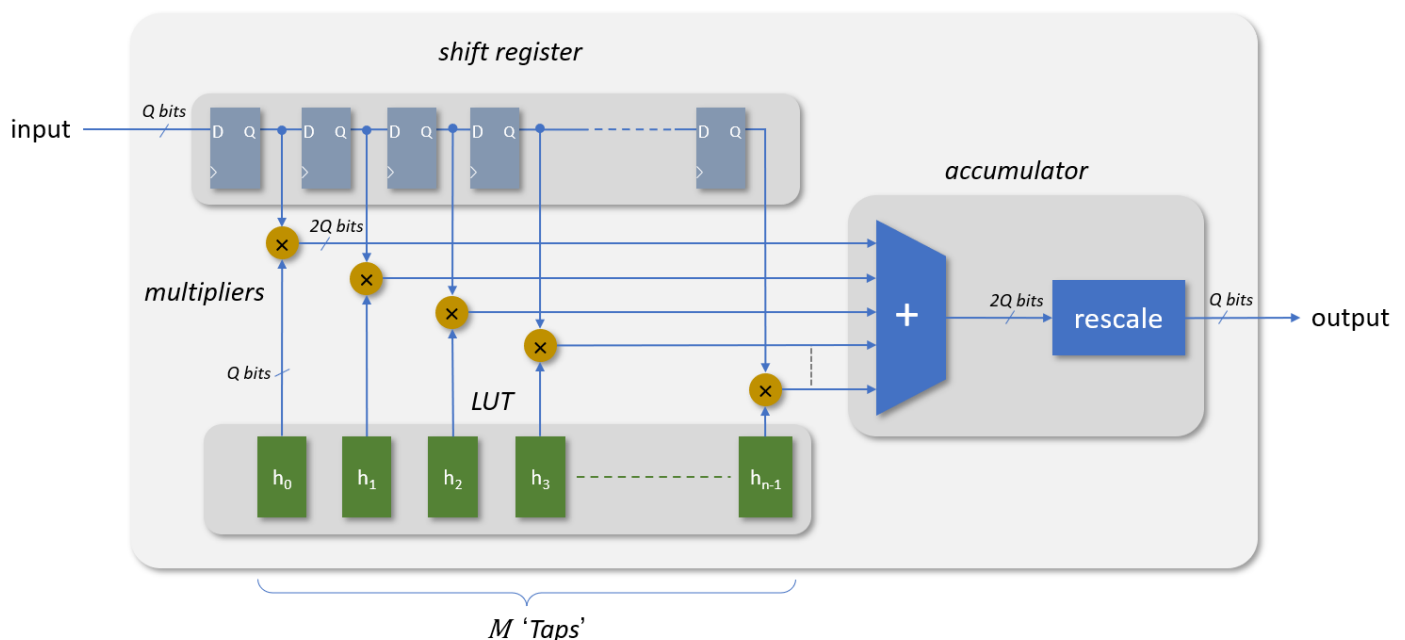 shift register
Q bits
input
D Q D Q D Q D Q D Q
accumulator
2Q bits
×
×
multipliers
×
+
2Q bits
rescale
Q bits
output
×
Q bits
×
LUT
h₀ h₁ h₂ h₃ hₙ₋₁
M ‘Taps’